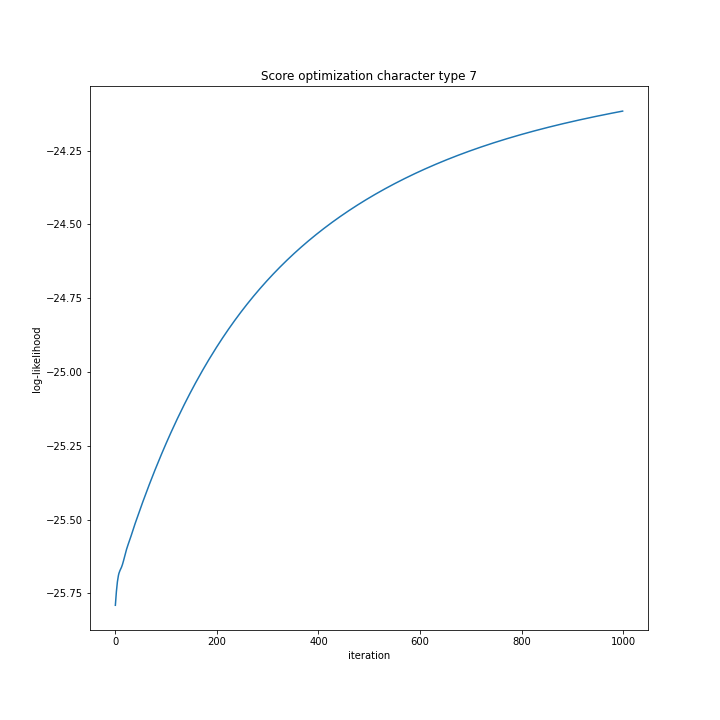 Score optimization character type 7
−24.25
−24.50
−24.75
−25.00
−25.25
−25.50
−25.75
log-likelihood
0 200 400 600 800 1000
iteration